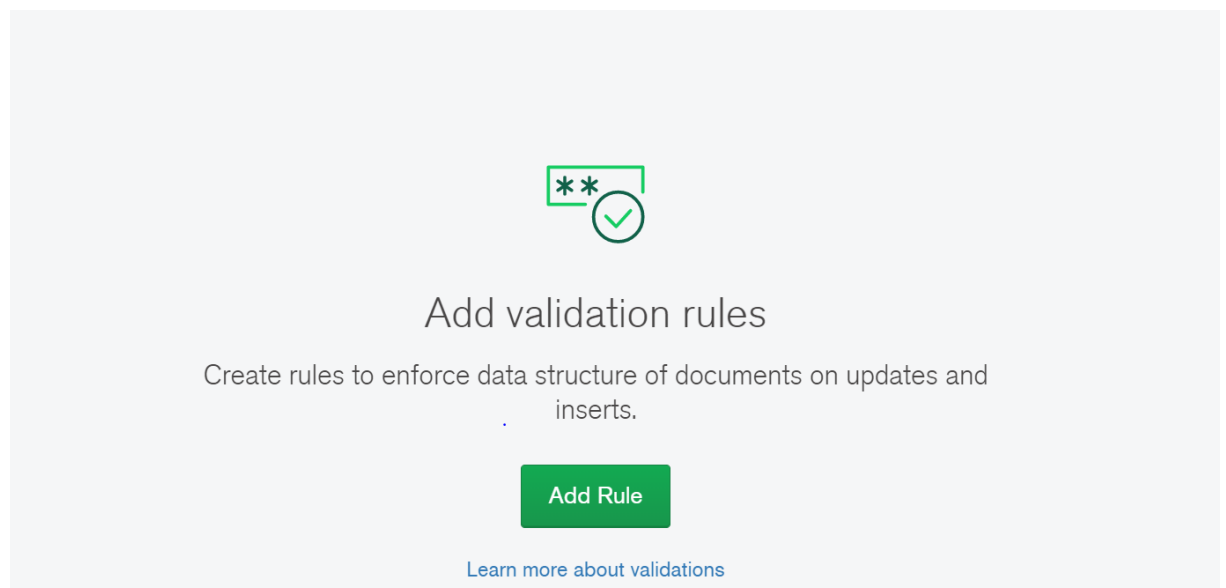 Add validation rules
Create rules to enforce data structure of documents on updates and
inserts.
Add Rule
Learn more about validations